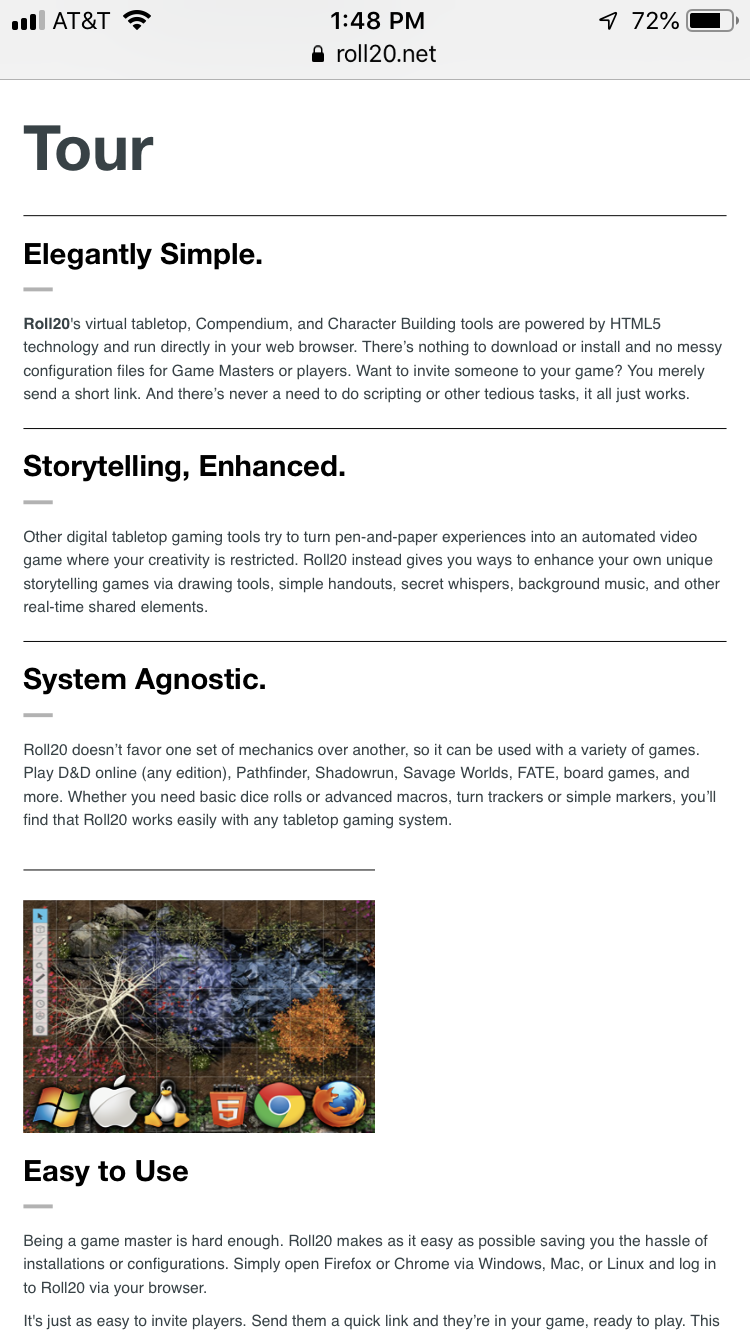 AT&T 1:48 PM 72%
roll20.net
Tour
Elegantly Simple.
Roll20's virtual tabletop, Compendium, and Character Building tools are powered by HTML5
technology and run directly in your web browser. There’s nothing to download or install and no messy
configuration files for Game Masters or players. Want to invite someone to your game? You merely
send a short link. And there’s never a need to do scripting or other tedious tasks, it all just works.
Storytelling, Enhanced.
Other digital tabletop gaming tools try to turn pen-and-paper experiences into an automated video
game where your creativity is restricted. Roll20 instead gives you ways to enhance your own unique
storytelling games via drawing tools, simple handouts, secret whispers, background music, and other
real-time shared elements.
System Agnostic.
Roll20 doesn’t favor one set of mechanics over another, so it can be used with a variety of games.
Play D&D online (any edition), Pathfinder, Shadowrun, Savage Worlds, FATE, board games, and
more. Whether you need basic dice rolls or advanced macros, turn trackers or simple markers, you’ll
find that Roll20 works easily with any tabletop gaming system.
HTML
5
Easy to Use
Being a game master is hard enough. Roll20 makes as it easy as possible saving you the hassle of
installations or configurations. Simply open Firefox or Chrome via Windows, Mac, or Linux and log in
to Roll20 via your browser.
It's just as easy to invite players. Send them a quick link and they’re in your game, ready to play. This